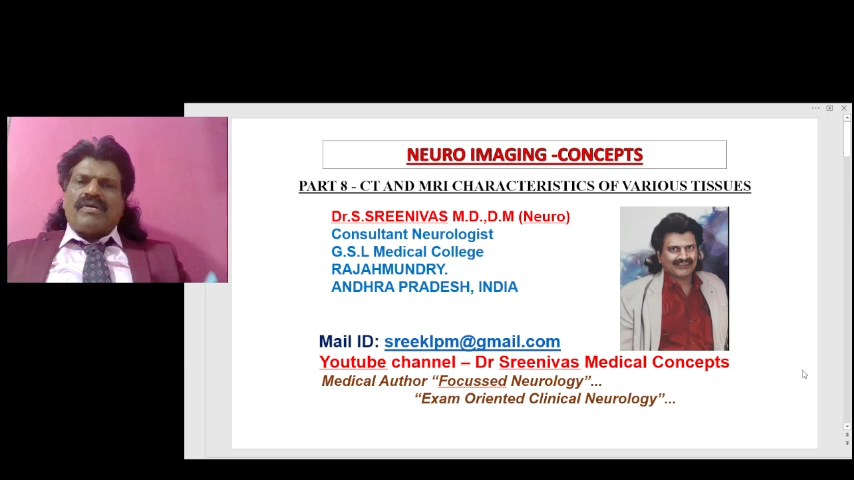 NEURO IMAGING -CONCEPTS
PART 8 - CT AND MRI CHARACTERISTICS OF VARIOUS TISSUES
Dr.S.SREENIVAS M.D.,D.M (Neuro)
Consultant Neurologist
G.S.L Medical College
RAJAHMUNDRY.
ANDHRA PRADESH, INDIA
Mail ID: sreeklpm@gmail.com
Youtube channel – Dr Sreenivas Medical Concepts
Medical Author “Focussed Neurology”...
“Exam Oriented Clinical Neurology”...